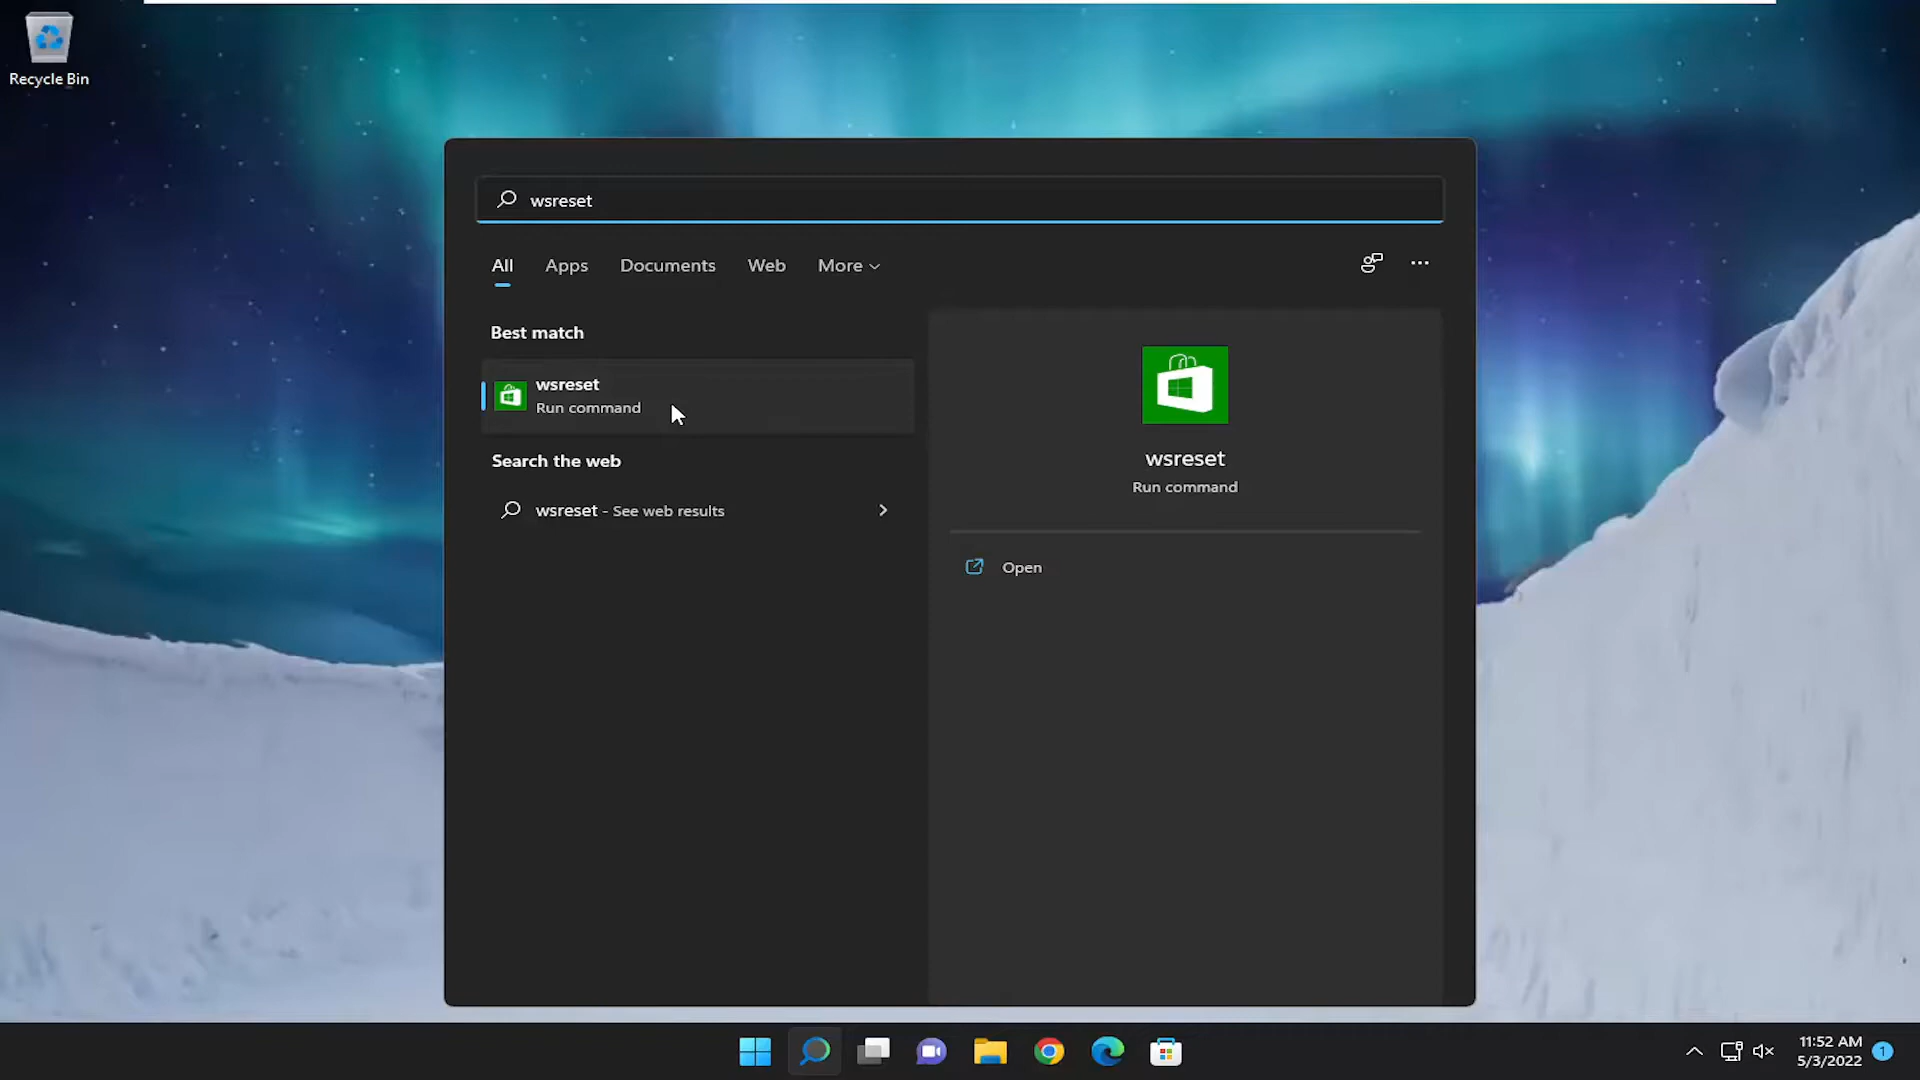 Recycle Bin
wsreset
All Apps Documents Web More
Best match
wsreset
Run command
Search the web
wsreset - See web results
wsreset
Run command
Open
11:52 AM
5/3/2022
1